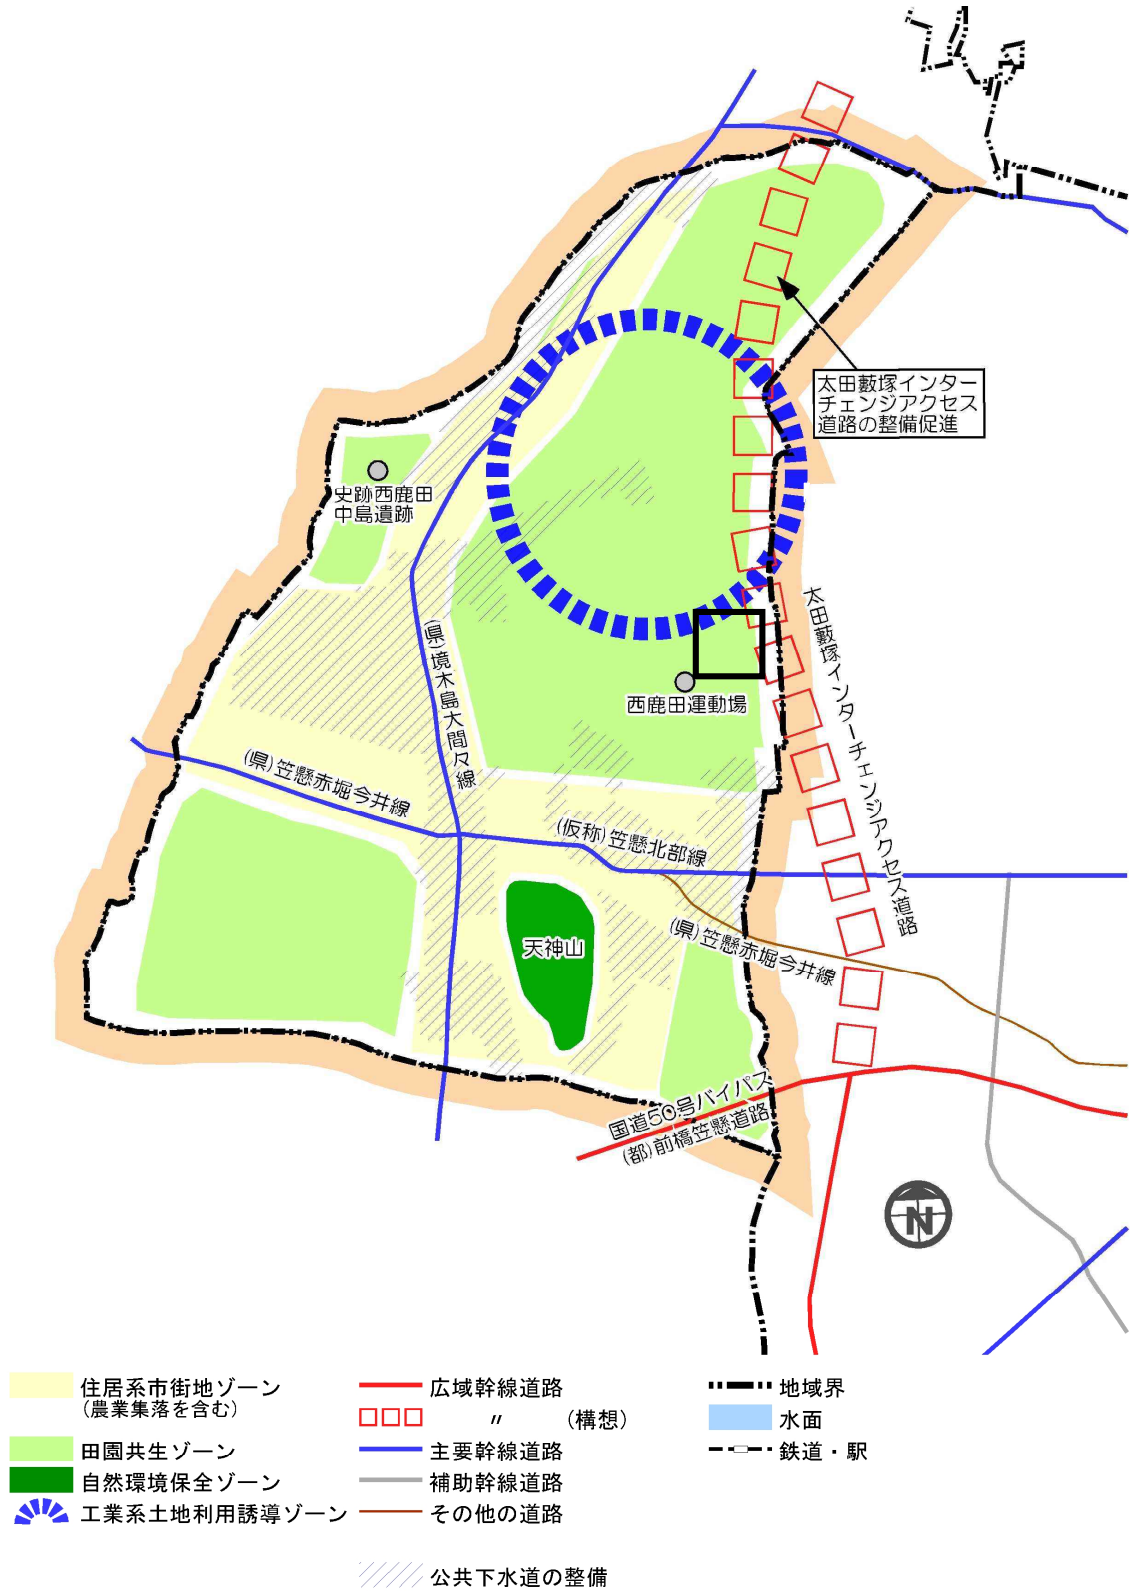 太田藪塚インター
チェンジアクセス
道路の整備促進
史跡西鹿田
中島遺跡
太田藪塚インターチェンジアクセス道路
(県)境木島大間々線
西鹿田運動場
(県)笠懸赤堀今井線
(仮称)笠懸北部線
天神山
(県)笠懸赤堀今井線
国道50号バイパス
(都)前橋笠懸道路
N
住居系市街地ゾーン
(農業集落を含む)
田園共生ゾーン
自然環境保全ゾーン
工業系土地利用誘導ゾーン
広域幹線道路
〃 (構想)
主要幹線道路
補助幹線道路
その他の道路
公共下水道の整備
地域界
水面
鉄道・駅